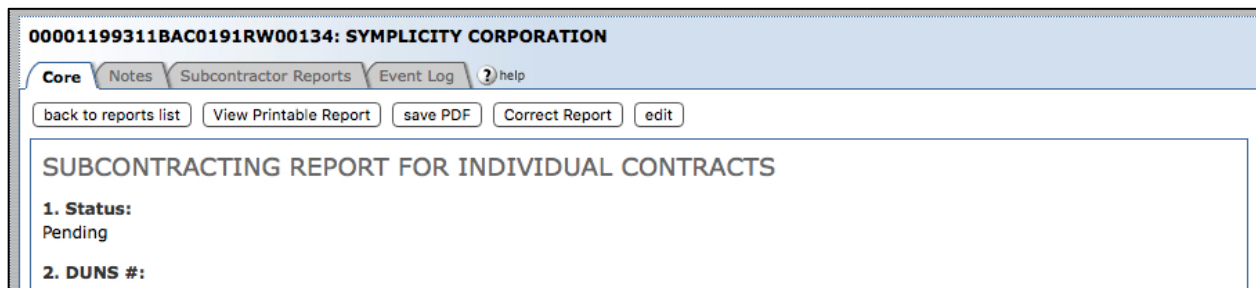 00001199311BAC0191RW00134: SYMPLICITY CORPORATION
Core Notes Subcontractor Reports Event Log ? help
back to reports list View Printable Report save PDF Correct Report edit
SUBCONTRACTING REPORT FOR INDIVIDUAL CONTRACTS
1. Status:
Pending
2. DUNS #: